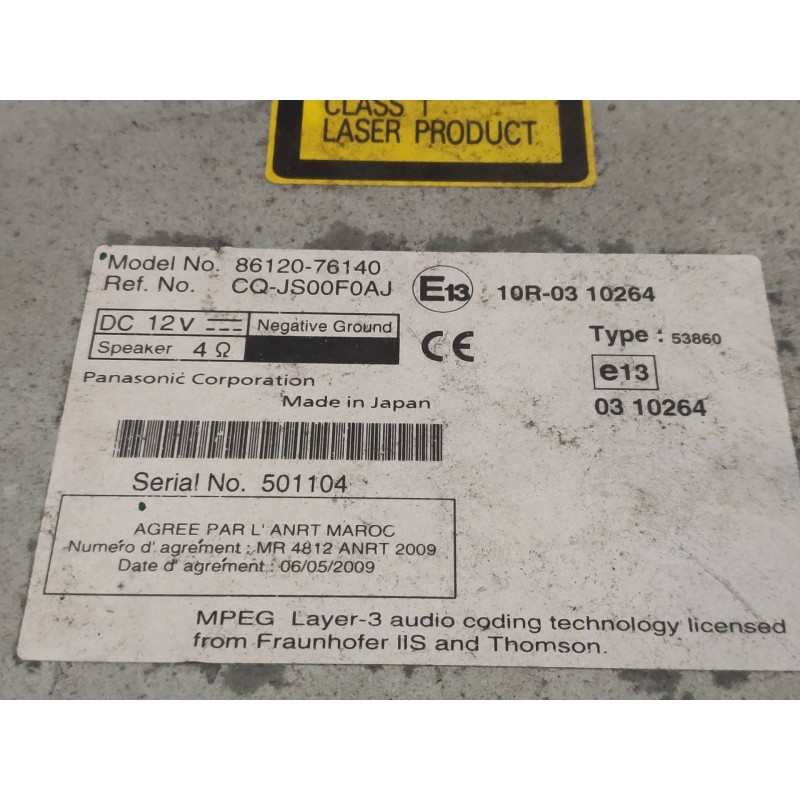 CLASS 1
LASER PRODUCT
Model No. 86120-76140
Ref. No. CQ-JS00F0AJ
E13 10R-03 10264
DC 12V Negative Ground
Speaker 4Ω
CE
Type : 53860
e13
03 10264
Panasonic Corporation
Made in Japan
Serial No. 501104
AGREE PAR L' ANRT MAROC
Numero d' agrement : MR 4812 ANRT 2009
Date d' agrement : 06/05/2009
MPEG Layer-3 audio coding technology licensed
from Fraunhofer IIS and Thomson.